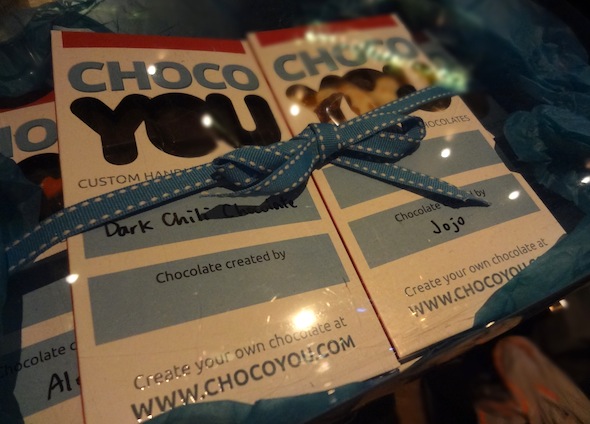 CHOCO
YOU
CUSTOM HAND
Dark Chili Chocolate
Chocolate created by
Create your own chocolate at
WWW.CHOCOYOU.COM
CHOCO
CHOCOLATES
Chocolate created by
Jojo
Create your own chocolate at
WWW.CHOCOYOU.
Chocolate c